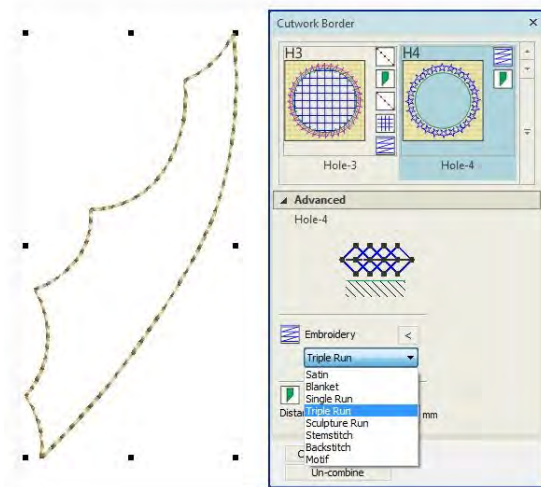 Cutwork Border
H3 H4
Hole-3 Hole-4
Advanced
Hole-4
Embroidery <
Triple Run
Satin
Blanket
Single Run
Triple Run
mm
Sculpture Run
Stemstitch
Backstitch
Motif
Un-combine